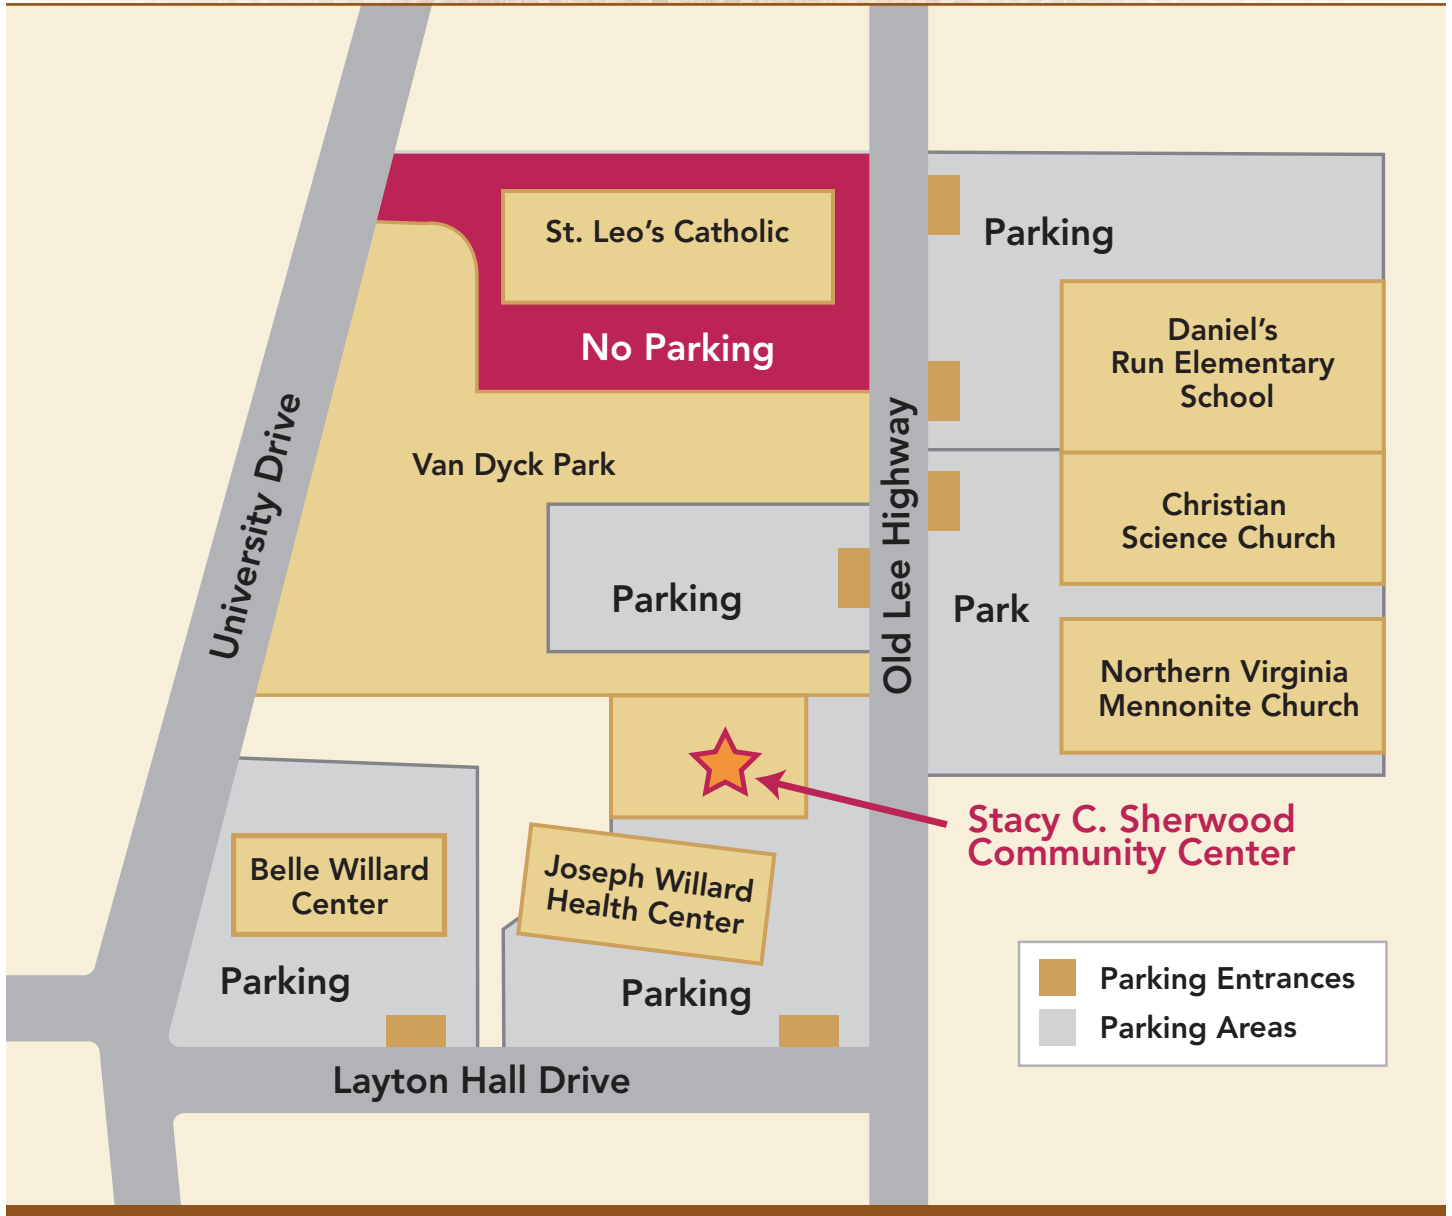 St. Leo's Catholic
No Parking
Parking
Daniel's
Run Elementary
School
University Drive
Van Dyck Park
Old Lee Highway
Christian
Science Church
Parking
Park
Northern Virginia
Mennonite Church
Stacy C. Sherwood
Community Center
Belle Willard
Center
Joseph Willard
Health Center
Parking
Parking
Parking Entrances
Parking Areas
Layton Hall Drive